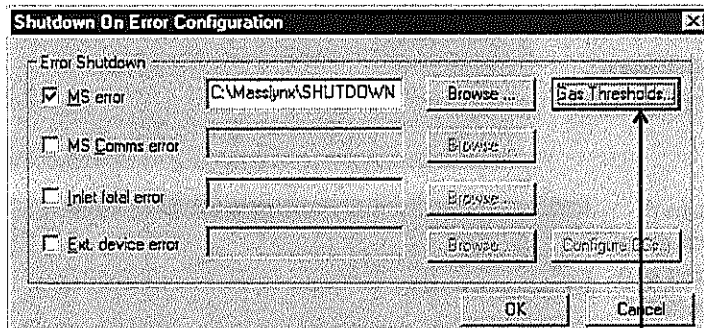 Shutdown On Error Configuration
Error Shutdown
MS error C:\Masslynx\SHUTDOWN Browse ... Gas Thresholds...
MS Comms error Browse ...
Inlet fatal error Browse ...
Ext. device error Browse ... Configure CCs...
OK Cancel